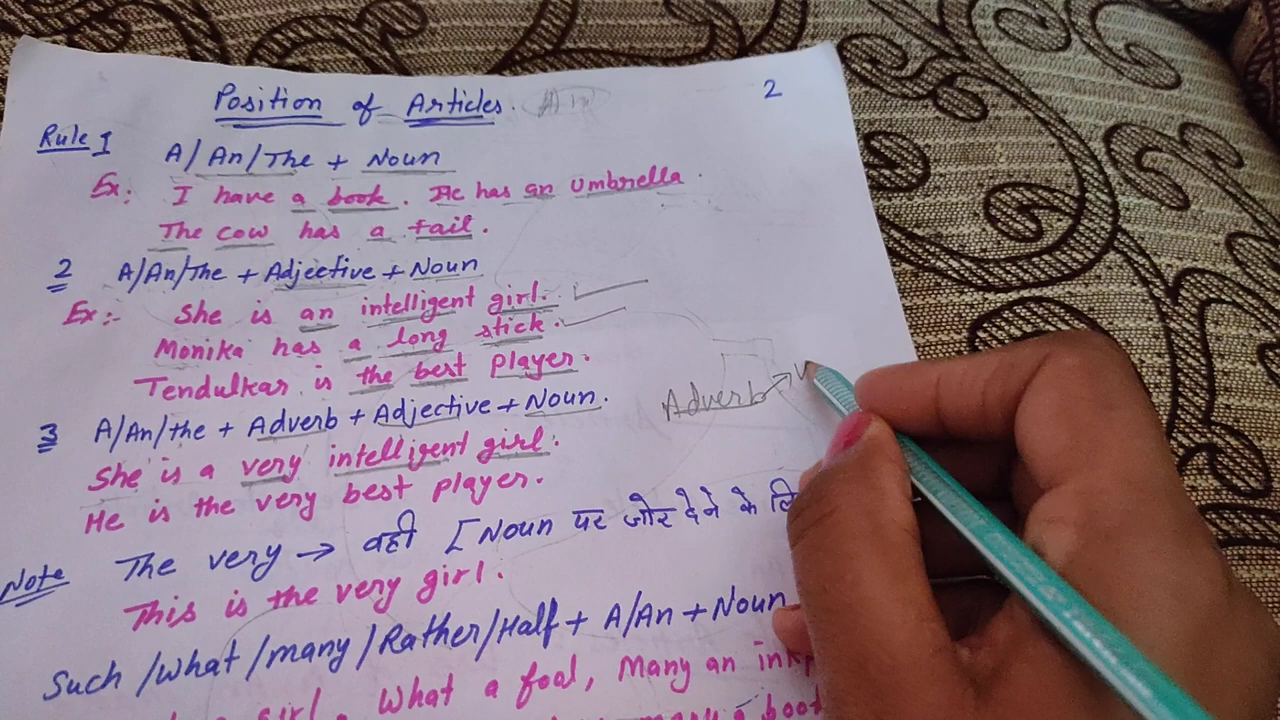 Position of Articles.
2
Rule 1
A/An/The + Noun
Ex: I have a book. He has an umbrella.
The cow has a tail.
2 A/An/The + Adjective + Noun
Ex:- She is an intelligent girl.
Monika has a long stick.
Tendulkar is the best player.
3 A/An/the + Adverb + Adjective + Noun.
Adverb →
She is a very intelligent girl.
He is the very best player.
Note The very → वही [Noun पर जोर देने के
This is the very girl.
Such/what/many/Rather/Half + A/An + Noun
girl. What a fool, Many an
a